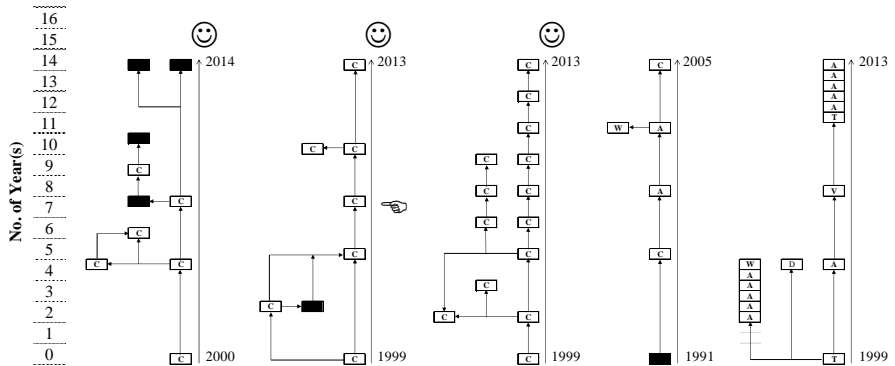 No. of Year(s)
16
15
14 2014 C 2013 C 2013 C 2005 A 2013
A
13
A
C A
12
A
T
11 C W A
10 C C
C C
9 C
8 C C A V
7 C C
C C
6 C
5 C C C
C C W D A
4 A
C A
3 A
C A
2 C C A
1
0 C 2000 C 1999 C 1999 1991 T 1999